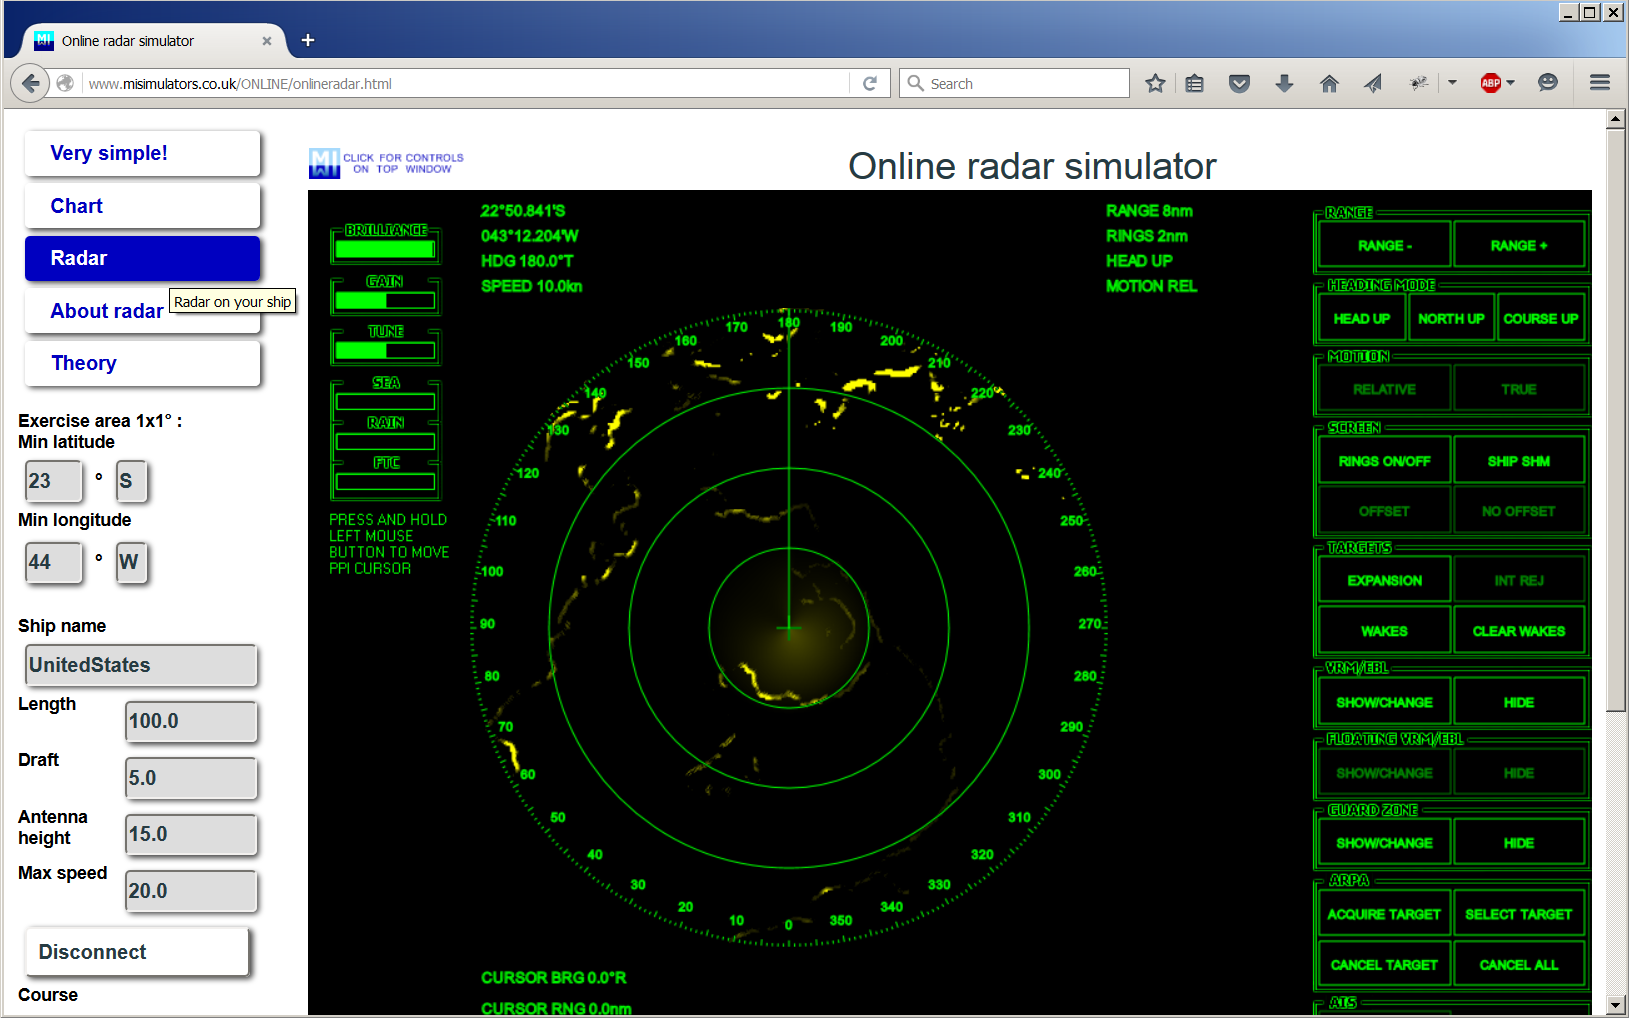 Online radar simulator
www.misimulators.co.uk/ONLINE/onlineradar.html
Search
ABP
Very simple!
Chart
Radar
Radar on your ship
About radar
Theory
Exercise area 1x1° :
Min latitude
23 ° S
Min longitude
44 ° W
Ship name
UnitedStates
Length
100.0
Draft
5.0
Antenna
height
15.0
Max speed
20.0
Disconnect
Course
CLICK FOR CONTROLS
ON TOP WINDOW
Online radar simulator
BRILLIANCE
GAIN
TUNE
SEA
RAIN
FTC
PRESS AND HOLD
LEFT MOUSE
BUTTON TO MOVE
PPI CURSOR
22°50.841'S
043°12.204'W
HDG 180.0°T
SPEED 10.0kn
RANGE 8nm
RINGS 2nm
HEAD UP
MOTION REL
180
190
200
210
220
230
240
250
260
270
280
290
300
310
320
330
340
350
0
10
20
30
40
50
60
70
80
90
100
110
120
130
140
150
160
170
CURSOR BRG 0.0°R
CURSOR RNG 0.0nm
RANGE
RANGE -
RANGE +
HEADING MODE
HEAD UP
NORTH UP
COURSE UP
MOTION
RELATIVE
TRUE
SCREEN
RINGS ON/OFF
SHIP SHM
OFFSET
NO OFFSET
TARGETS
EXPANSION
INT REJ
WAKES
CLEAR WAKES
VRM/EBL
SHOW/CHANGE
HIDE
FLOATING VRM/EBL
SHOW/CHANGE
HIDE
GUARD ZONE
SHOW/CHANGE
HIDE
ARPA
ACQUIRE TARGET
SELECT TARGET
CANCEL TARGET
CANCEL ALL
AIS